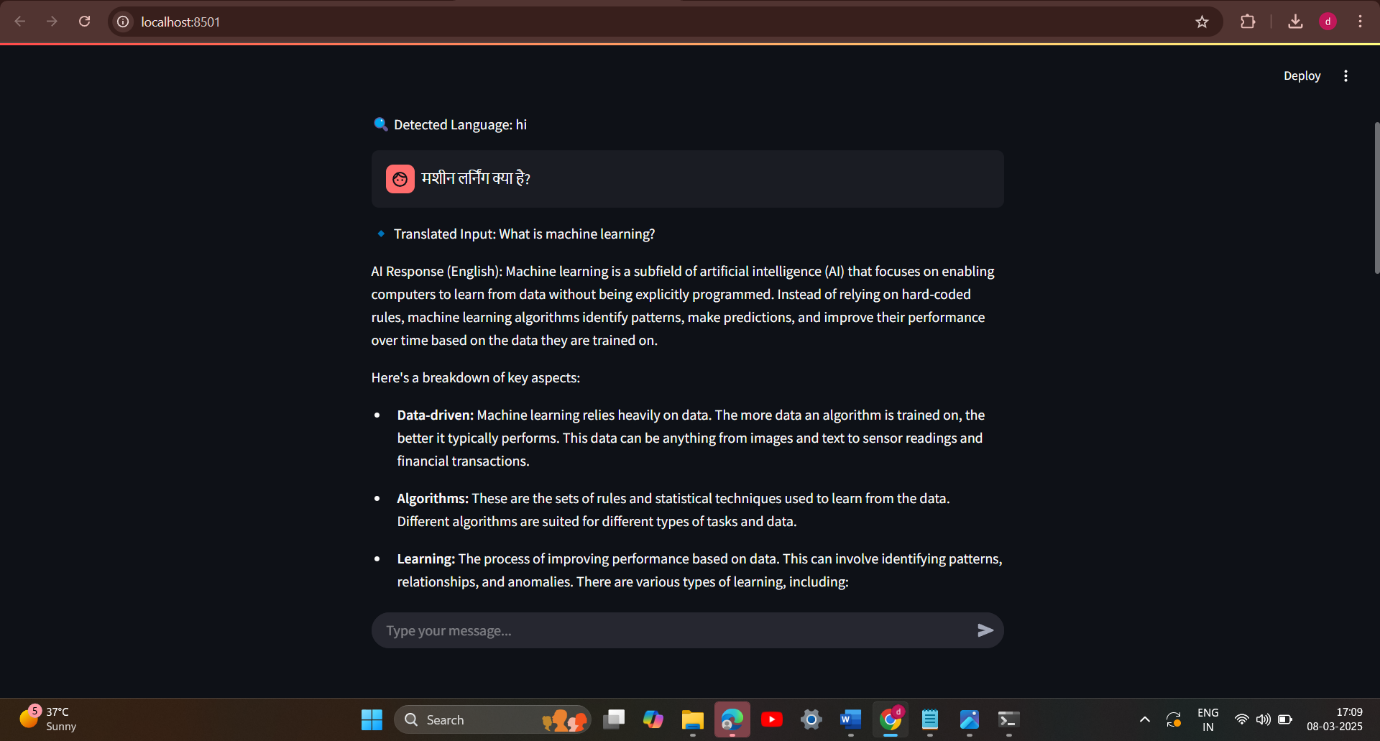 localhost:8501
d
Deploy
Detected Language: hi
मशीन लर्निंग क्या है?
Translated Input: What is machine learning?
AI Response (English): Machine learning is a subfield of artificial intelligence (AI) that focuses on enabling
computers to learn from data without being explicitly programmed. Instead of relying on hard-coded
rules, machine learning algorithms identify patterns, make predictions, and improve their performance
over time based on the data they are trained on.
Here's a breakdown of key aspects:
Data-driven: Machine learning relies heavily on data. The more data an algorithm is trained on, the
better it typically performs. This data can be anything from images and text to sensor readings and
financial transactions.
Algorithms: These are the sets of rules and statistical techniques used to learn from the data.
Different algorithms are suited for different types of tasks and data.
Learning: The process of improving performance based on data. This can involve identifying patterns,
relationships, and anomalies. There are various types of learning, including:
Type your message...
5
37°C
Sunny
Search
d
ENG
IN
17:09
08-03-2025